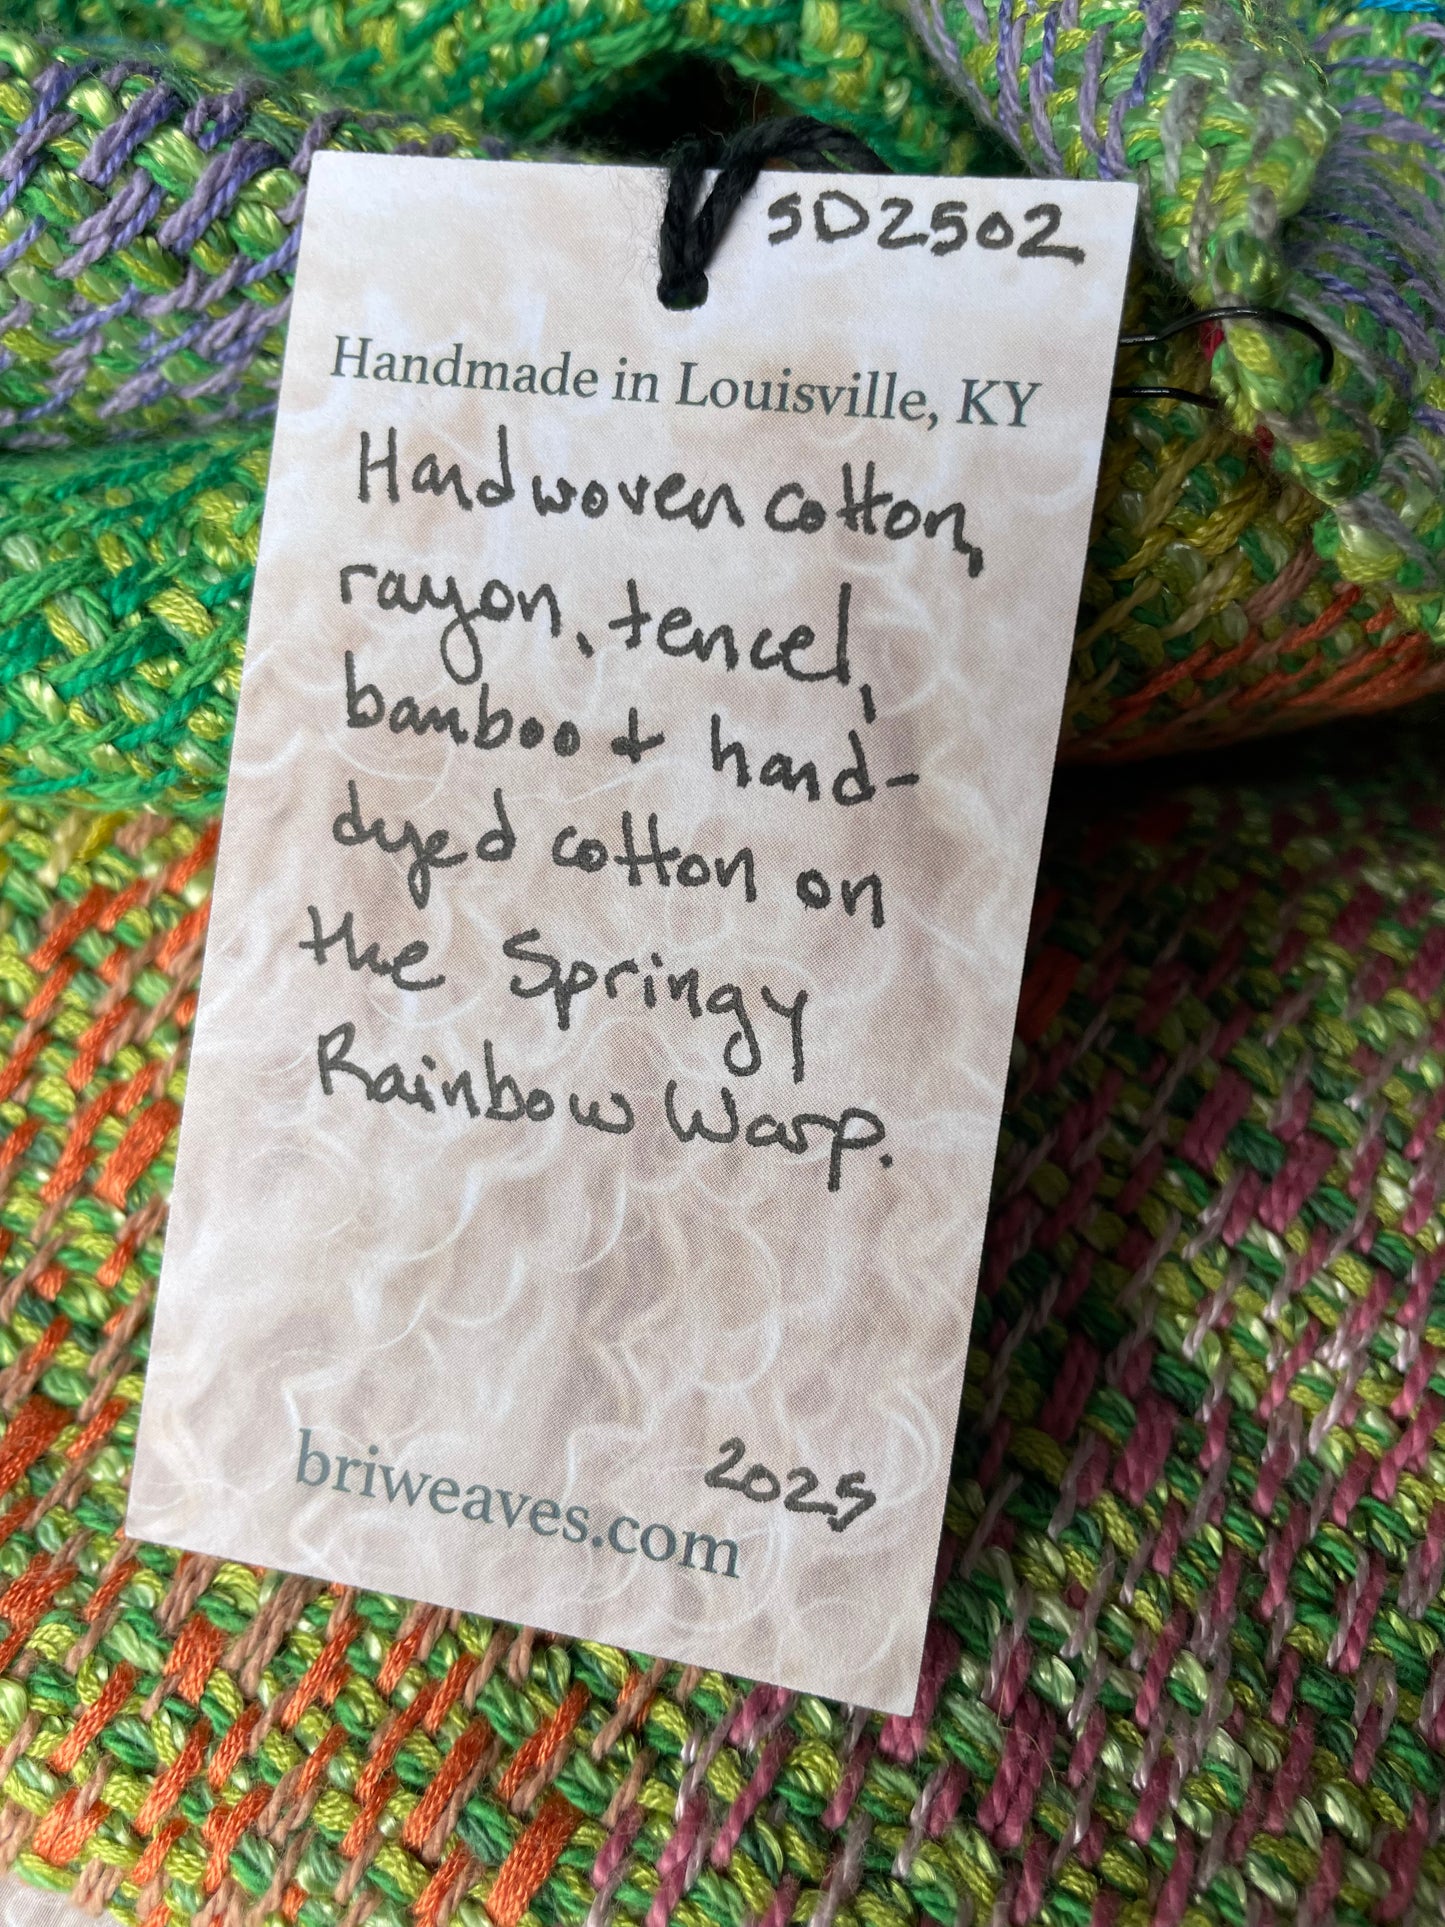 SD2502
Handmade in Louisville, KY
Handwoven cotton,
rayon, tencel,
bamboo + hand-
dyed cotton on
the Springy
Rainbow Warp.
2025
briweaves.com